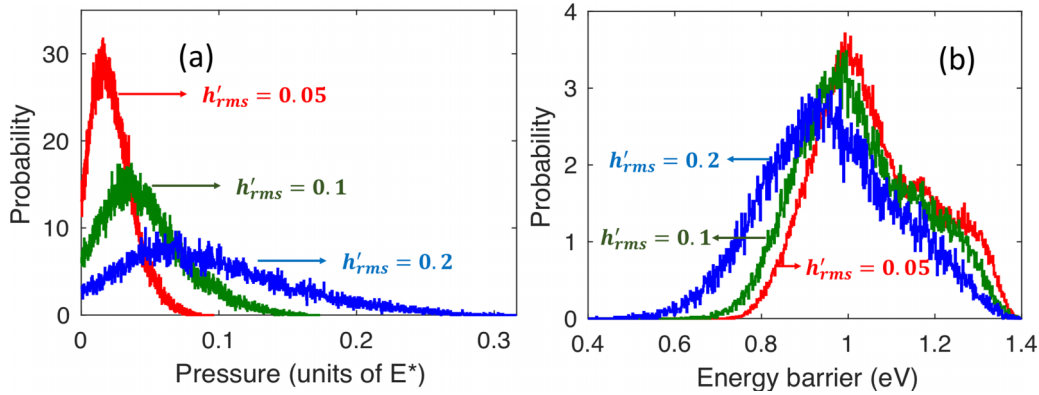 (a)
h'rms = 0.05
h'rms = 0.1
h'rms = 0.2
Probability
30
20
10
0
0 0.1 0.2 0.3
Pressure (units of E*)
(b)
h'rms = 0.2
h'rms = 0.1
h'rms = 0.05
Probability
4
3
2
1
0
0.4 0.6 0.8 1 1.2 1.4
Energy barrier (eV)